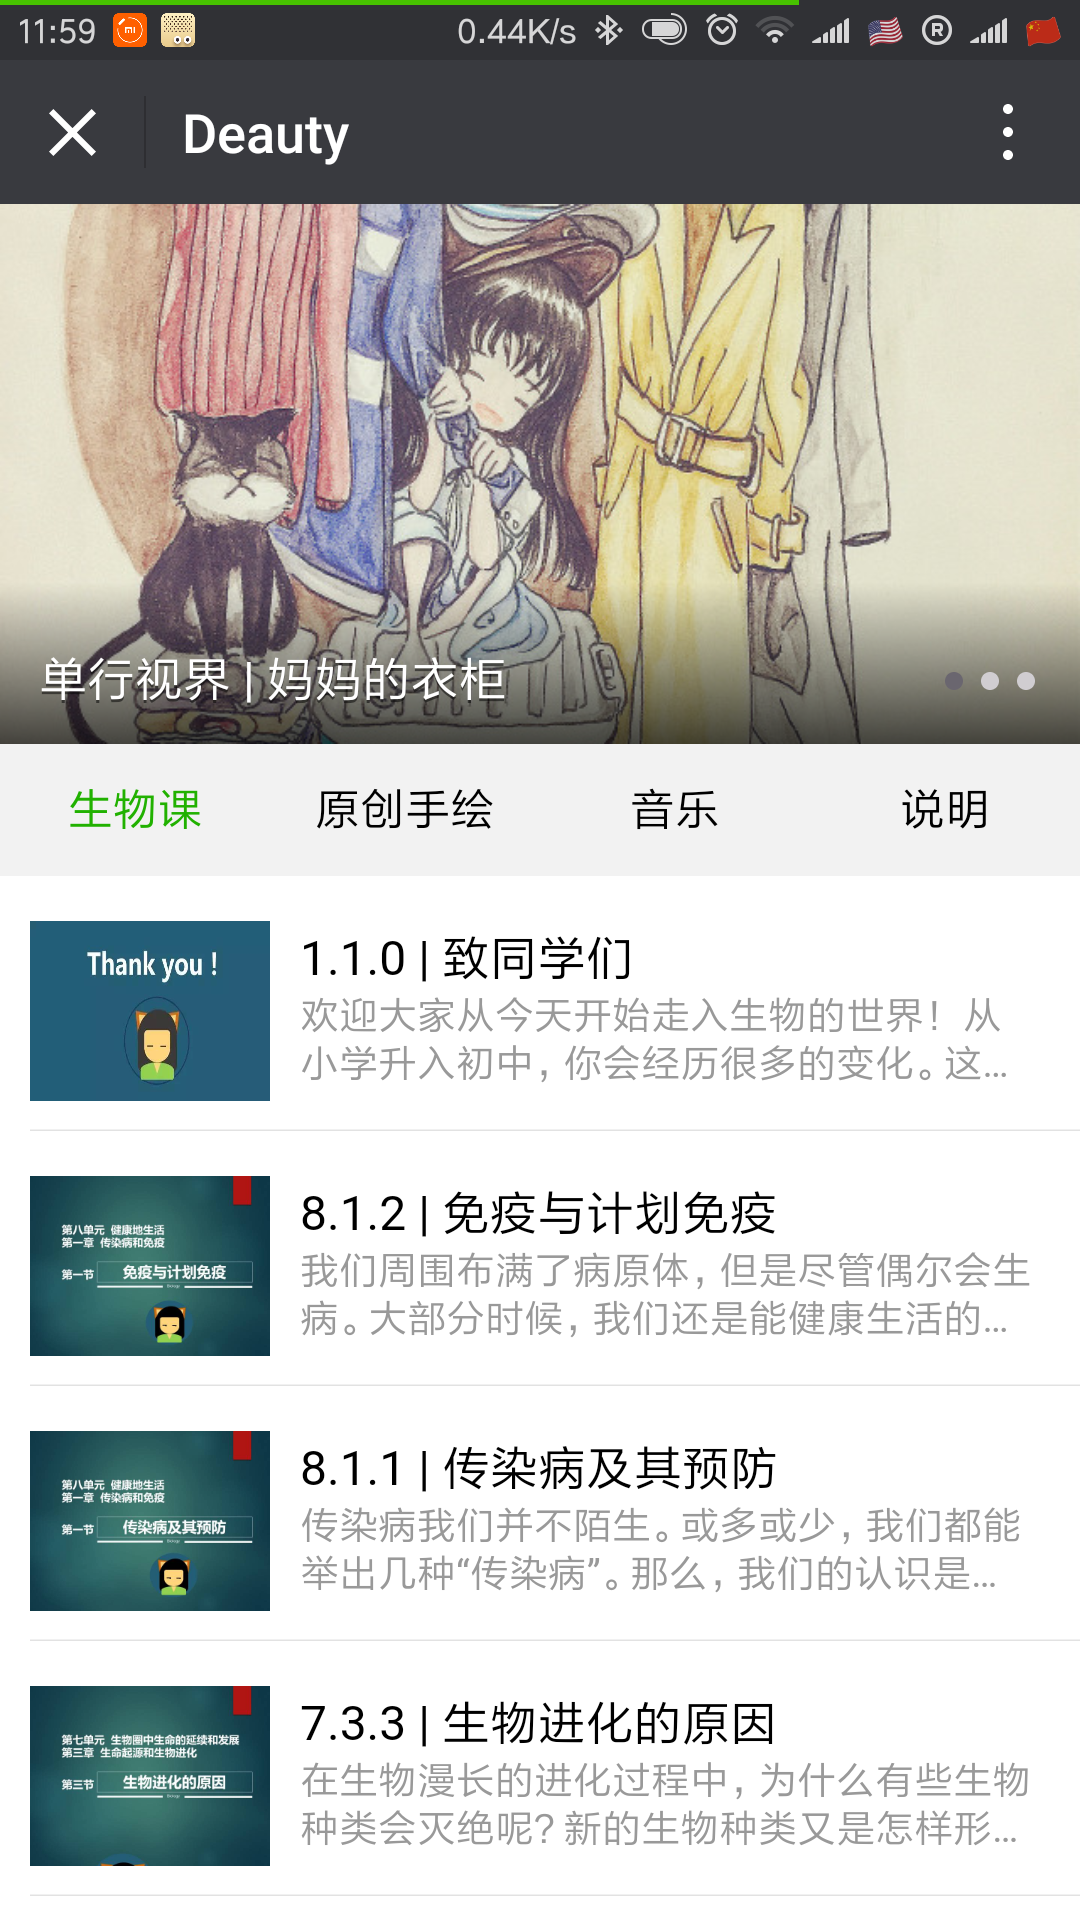 11:59
0.44K/s
Deauty
单行视界 | 妈妈的衣柜
生物课 原创手绘 音乐 说明
Thank you !
1.1.0 | 致同学们
欢迎大家从今天开始走入生物的世界！从
小学升入初中，你会经历很多的变化。这...
第八单元 健康地生活
第一章 传染病和免疫
第一节 免疫与计划免疫
Biology
8.1.2 | 免疫与计划免疫
我们周围布满了病原体，但是尽管偶尔会生
病。大部分时候，我们还是能健康生活的...
第八单元 健康地生活
第一章 传染病和免疫
第一节 传染病及其预防
Biology
8.1.1 | 传染病及其预防
传染病我们并不陌生。或多或少，我们都能
举出几种“传染病”。那么，我们的认识是...
第七单元 生物圈中生命的延续和发展
第三章 生命起源和生物进化
第三节 生物进化的原因
Biology
7.3.3 | 生物进化的原因
在生物漫长的进化过程中，为什么有些生物
种类会灭绝呢？新的生物种类又是怎样形...